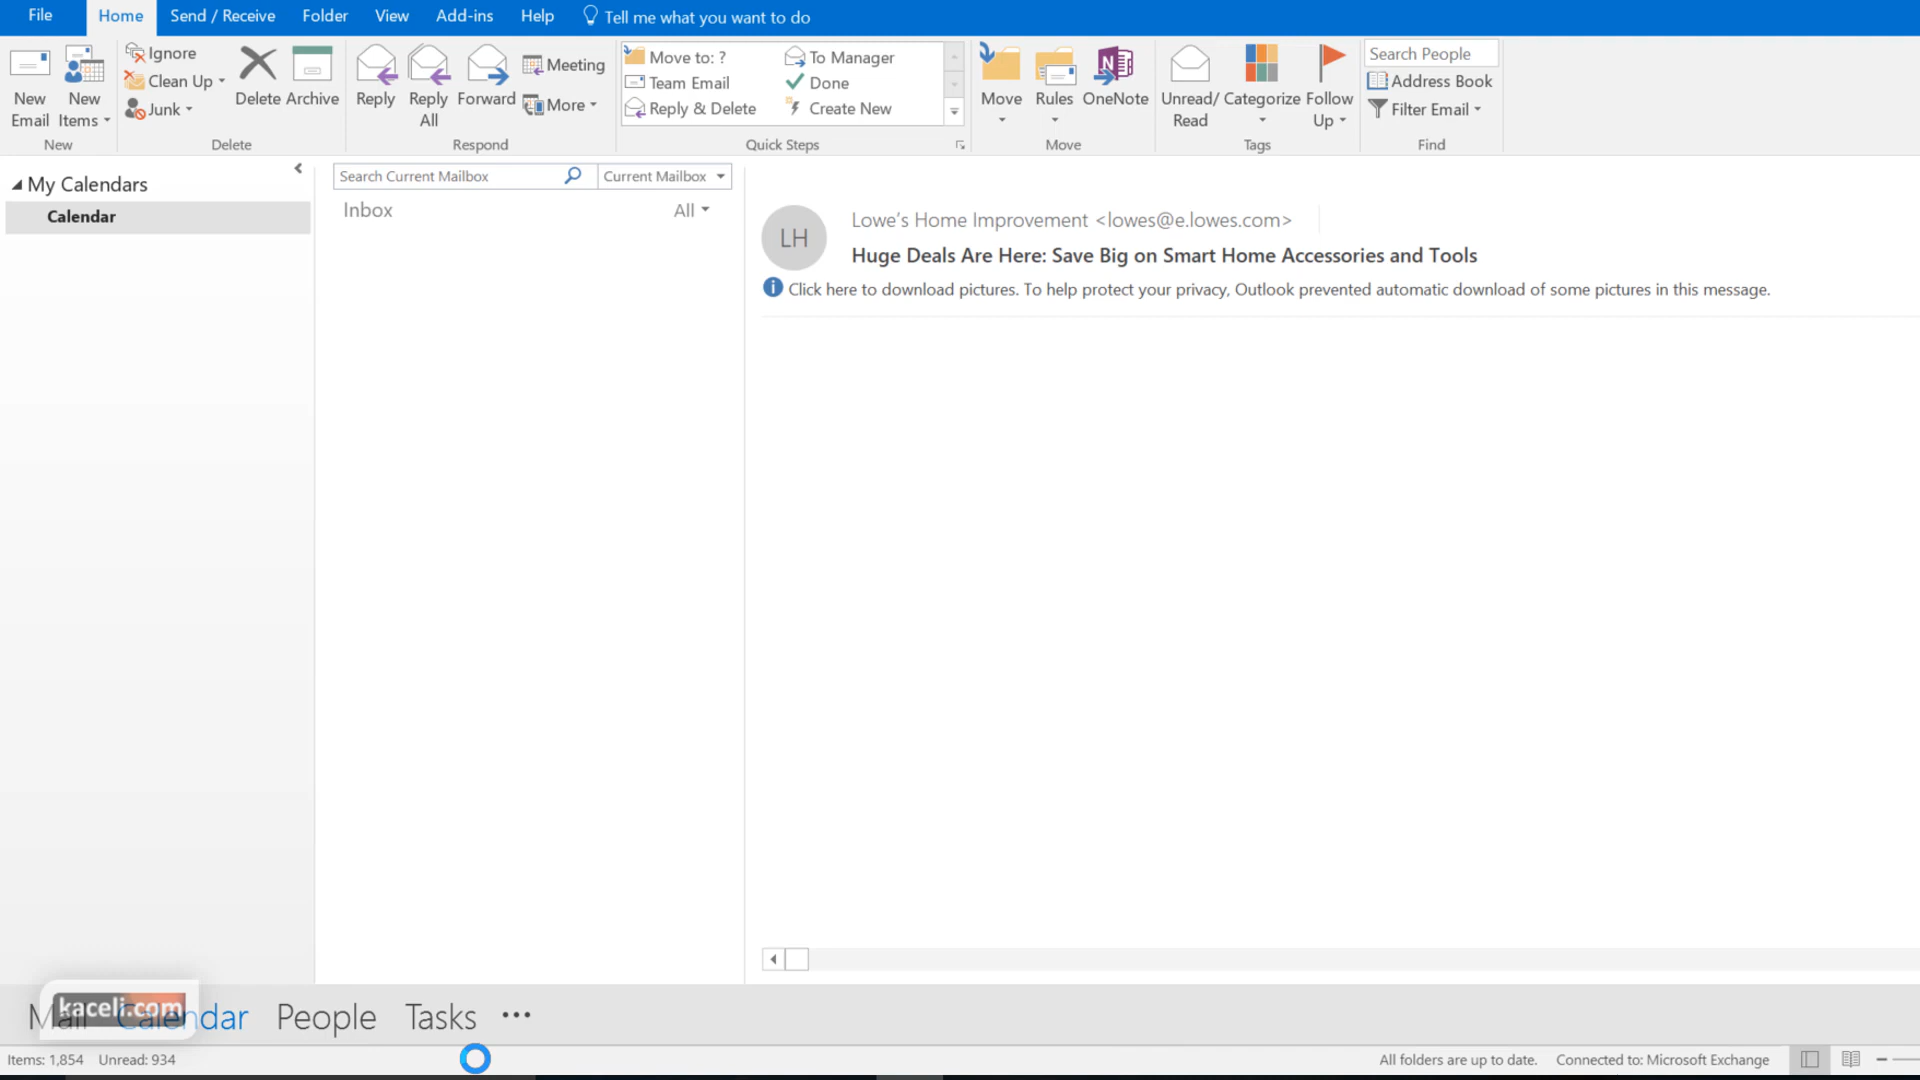 File Home Send / Receive Folder View Add-ins Help Tell me what you want to do
New Email
New Items
Ignore
Clean Up
Junk
Delete Archive
Reply
Reply All
Forward
Meeting
More
Move to: ?
Team Email
Reply & Delete
To Manager
Done
Create New
Move
Rules
OneNote
Unread/ Read
Categorize
Follow Up
Search People
Address Book
Filter Email
New Delete Respond Quick Steps Move Tags Find
My Calendars
Calendar
Search Current Mailbox Current Mailbox
Inbox All
LH
Lowe's Home Improvement <lowes@e.lowes.com>
Huge Deals Are Here: Save Big on Smart Home Accessories and Tools
Click here to download pictures. To help protect your privacy, Outlook prevented automatic download of some pictures in this message.
kaceli.com
Mail Calendar People Tasks •••
Items: 1,854 Unread: 934 All folders are up to date. Connected to: Microsoft Exchange